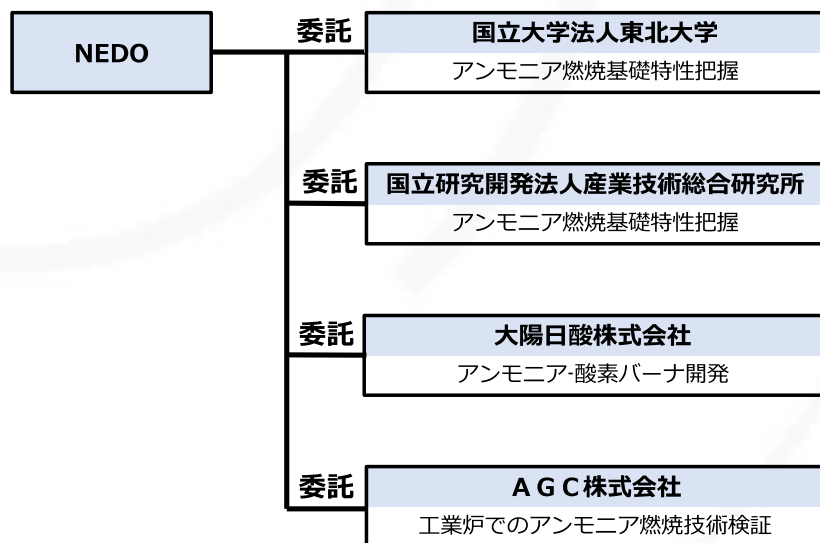 NEDO
委託
国立大学法人東北大学
アンモニア燃焼基礎特性把握
委託
国立研究開発法人産業技術総合研究所
アンモニア燃焼基礎特性把握
委託
大陽日酸株式会社
アンモニア-酸素バーナ開発
委託
ＡＧＣ株式会社
工業炉でのアンモニア燃焼技術検証